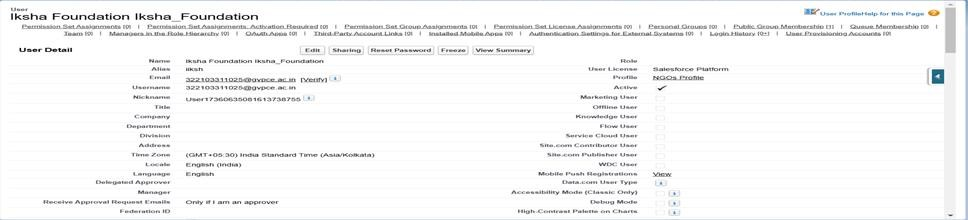 User
Iksha Foundation Iksha_Foundation
User Profile Help for this Page
Permission Set Assignments [0] | Permission Set Assignments: Activation Required [0] | Permission Set Group Assignments [0] | Permission Set License Assignments [0] | Personal Groups [0] | Public Group Membership [1] | Queue Membership [0] |
Team [0] | Managers in the Role Hierarchy [0] | OAuth Apps [0] | Third-Party Account Links [0] | Installed Mobile Apps [0] | Authentication Settings for External Systems [0] | Login History [0+] | User Provisioning Accounts [0]
User Detail
Edit Sharing Reset Password Freeze View Summary
Name Iksha Foundation Iksha_Foundation Role
Alias iiksh User License Salesforce Platform
Email 322103311025@gvpce.ac.in [Verify] Profile NGOs Profile
Username 322103311025@gvpce.ac.in Active
Nickname User17360635081613738755 Marketing User
Title Offline User
Company Knowledge User
Department Flow User
Division Service Cloud User
Address Site.com Contributor User
Time Zone (GMT+05:30) India Standard Time (Asia/Kolkata) Site.com Publisher User
Locale English (India) WDC User
Language English Mobile Push Registrations View
Delegated Approver Data.com User Type
Manager Accessibility Mode (Classic Only)
Receive Approval Request Emails Only if I am an approver Debug Mode
Federation ID High-Contrast Palette on Charts